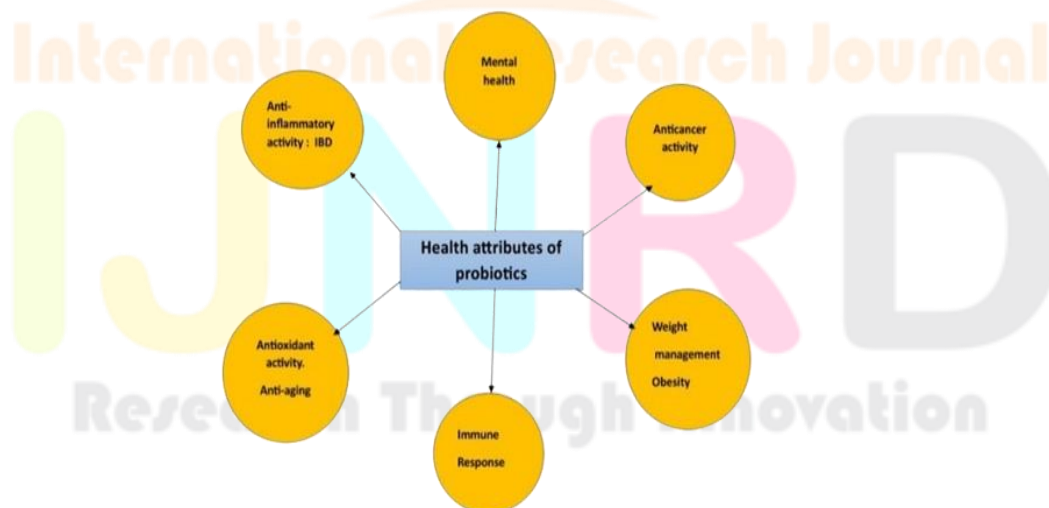 International Research Journal
IJNRD
Research Through Innovation
Mental
health
Anti-
inflammatory
activity : IBD
Anticancer
activity
Health attributes of
probiotics
Antioxidant
activity.
Anti-aging
Weight
management
Obesity
Immune
Response